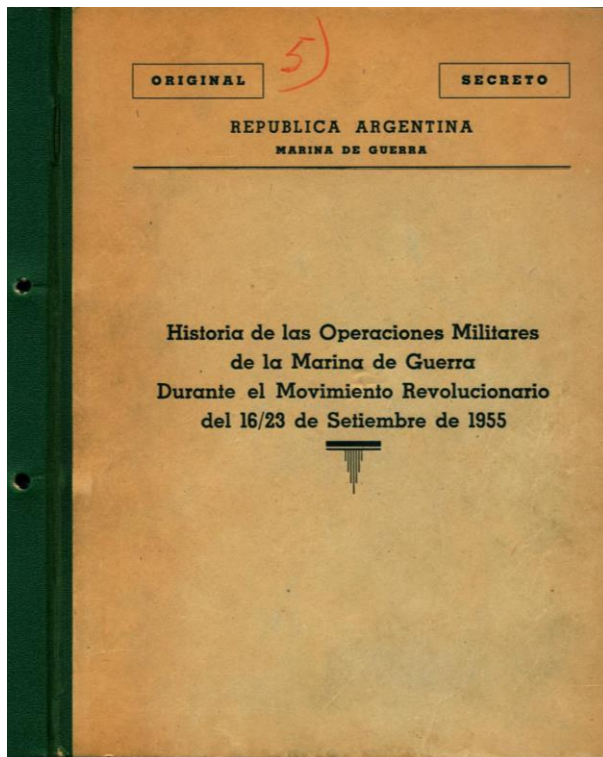 5)
ORIGINAL
SECRETO
REPUBLICA ARGENTINA
MARINA DE GUERRA
Historia de las Operaciones Militares
de la Marina de Guerra
Durante el Movimiento Revolucionario
del 16/23 de Setiembre de 1955